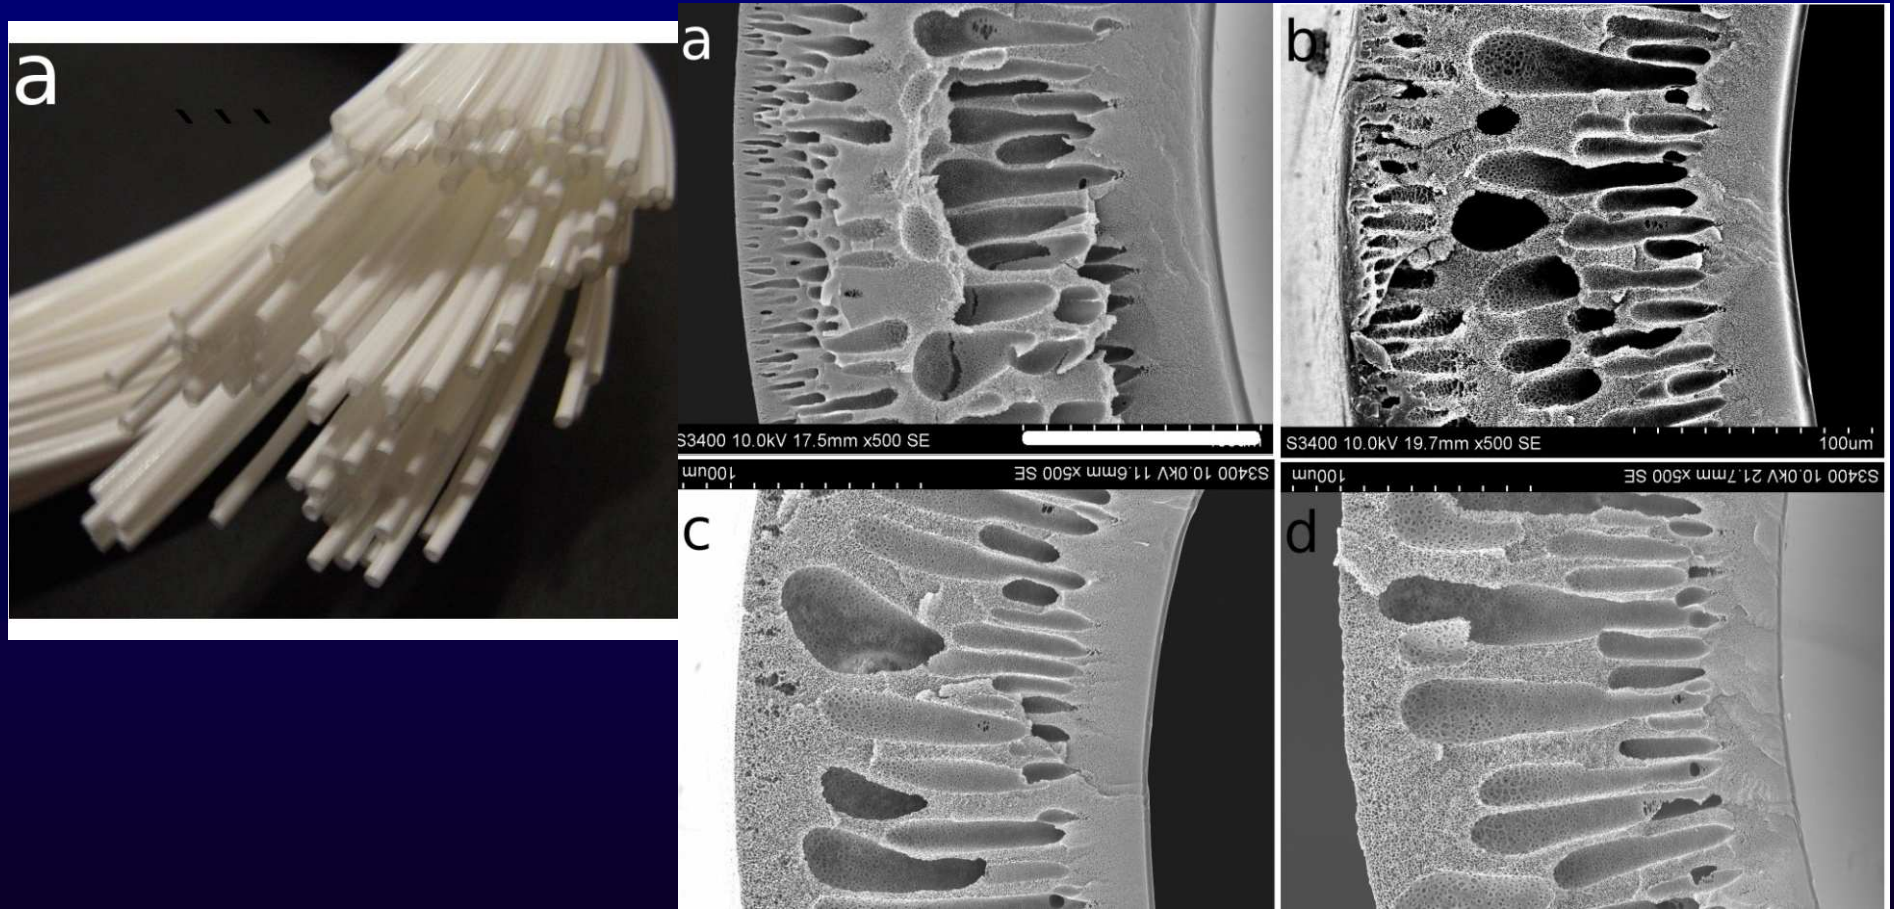 a
a
b
S3400 10.0kV 17.5mm x500 SE
S3400 10.0kV 19.7mm x500 SE
100um
S3400 10.0kV 11.6mm x500 SE
100um
S3400 10.0kV 21.7mm x500 SE
100um
c
d